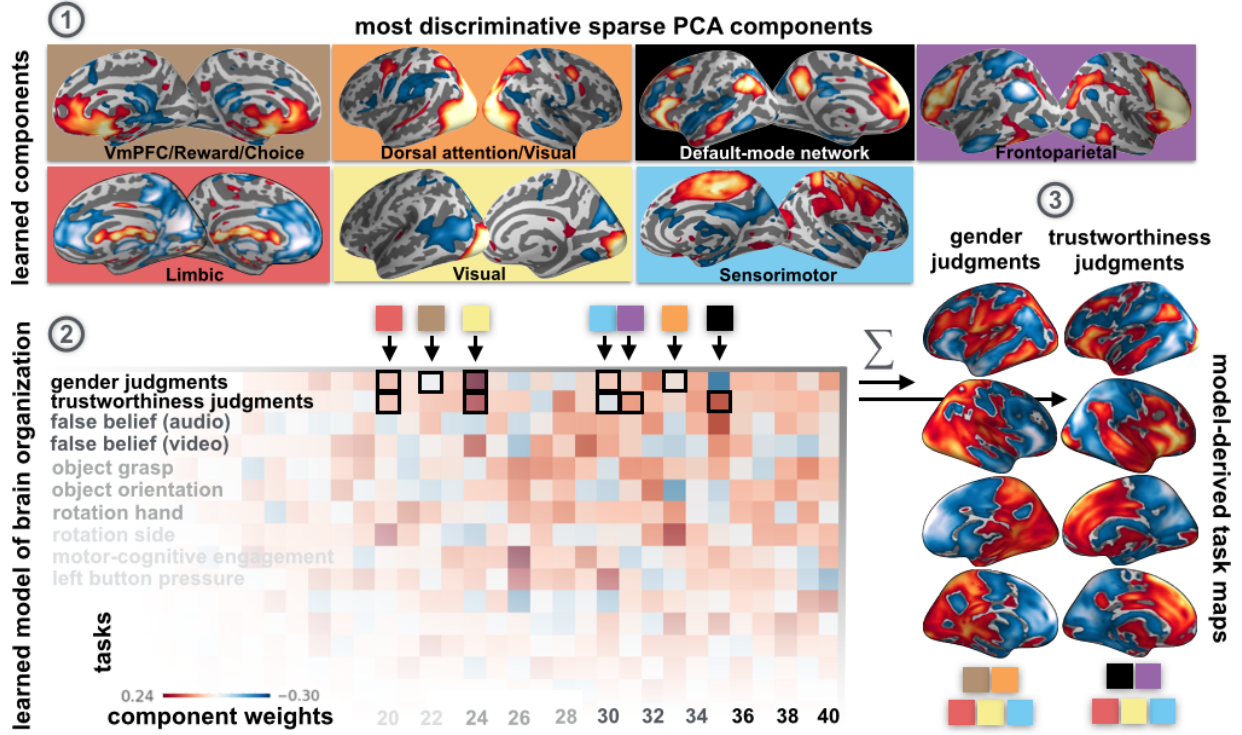 1
most discriminative sparse PCA components
learned components
VmPFC/Reward/Choice
Dorsal attention/Visual
Default-mode network
Frontoparietal
Limbic
Visual
Sensorimotor
2
learned model of brain organization
gender judgments
trustworthiness judgments
false belief (audio)
false belief (video)
object grasp
object orientation
rotation hand
rotation side
motor-cognitive engagement
left button pressure
tasks
0.24
−0.30
component weights
20 22 24 26 28 30 32 34 36 38 40
Σ
3
gender
judgments
trustworthiness
judgments
model-derived task maps